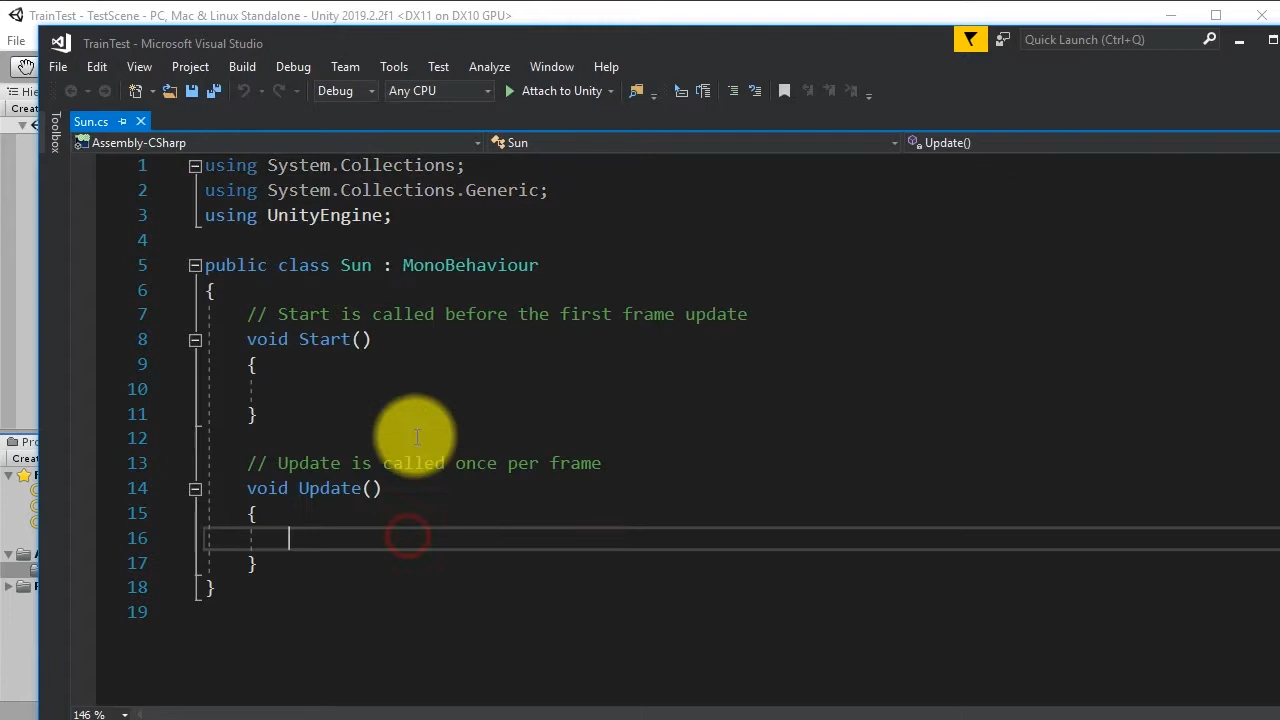 TrainTest - TestScene - PC, Mac & Linux Standalone - Unity 2019.2.2f1 <DX11 on DX10 GPU>
File
TrainTest - Microsoft Visual Studio
Quick Launch (Ctrl+Q)
File Edit View Project Build Debug Team Tools Test Analyze Window Help
Debug Any CPU Attach to Unity
Hie
Creat
Toolbox
Sun.cs
Assembly-CSharp Sun Update()
1 using System.Collections;
2 using System.Collections.Generic;
3 using UnityEngine;
4
5 public class Sun : MonoBehaviour
6 {
7 // Start is called before the first frame update
8 void Start()
9 {
10
11 }
12
13 // Update is called once per frame
14 void Update()
15 {
16
17 }
18 }
19
Pro
Creat
F
A
F
146 %